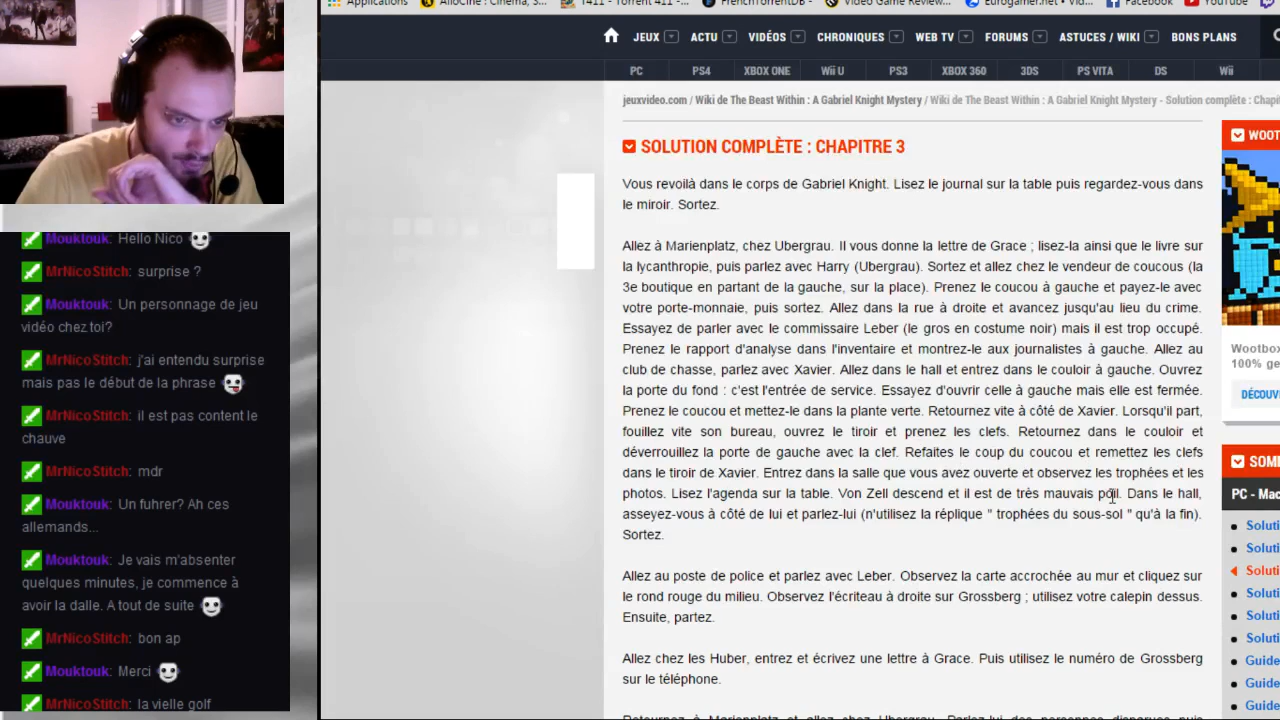 Applications AlloCiné : Cinéma, S... T411 - Torrent 411 -... FrenchTorrentDB - Video Game Review... Eurogamer.net • Vid... Facebook YouTube
JEUX ACTU VIDÉOS CHRONIQUES WEB TV FORUMS ASTUCES / WIKI BONS PLANS
PC PS4 XBOX ONE Wii U PS3 XBOX 360 3DS PS VITA DS Wii
jeuxvideo.com / Wiki de The Beast Within : A Gabriel Knight Mystery / Wiki de The Beast Within : A Gabriel Knight Mystery - Solution complète : Chapi
SOLUTION COMPLÈTE : CHAPITRE 3
Vous revoilà dans le corps de Gabriel Knight. Lisez le journal sur la table puis regardez-vous dans
le miroir. Sortez.
Allez à Marienplatz, chez Ubergrau. Il vous donne la lettre de Grace ; lisez-la ainsi que le livre sur
la lycanthropie, puis parlez avec Harry (Ubergrau). Sortez et allez chez le vendeur de coucous (la
3e boutique en partant de la gauche, sur la place). Prenez le coucou à gauche et payez-le avec
votre porte-monnaie, puis sortez. Allez dans la rue à droite et avancez jusqu'au lieu du crime.
Essayez de parler avec le commissaire Leber (le gros en costume noir) mais il est trop occupé.
Prenez le rapport d'analyse dans l'inventaire et montrez-le aux journalistes à gauche. Allez au
club de chasse, parlez avec Xavier. Allez dans le hall et entrez dans le couloir à gauche. Ouvrez
la porte du fond : c'est l'entrée de service. Essayez d'ouvrir celle à gauche mais elle est fermée.
Prenez le coucou et mettez-le dans la plante verte. Retournez vite à côté de Xavier. Lorsqu'il part,
fouillez vite son bureau, ouvrez le tiroir et prenez les clefs. Retournez dans le couloir et
déverrouillez la porte de gauche avec la clef. Refaites le coup du coucou et remettez les clefs
dans le tiroir de Xavier. Entrez dans la salle que vous avez ouverte et observez les trophées et les
photos. Lisez l'agenda sur la table. Von Zell descend et il est de très mauvais poil. Dans le hall,
asseyez-vous à côté de lui et parlez-lui (n'utilisez la réplique " trophées du sous-sol " qu'à la fin).
Sortez.
Allez au poste de police et parlez avec Leber. Observez la carte accrochée au mur et cliquez sur
le rond rouge du milieu. Observez l'écriteau à droite sur Grossberg ; utilisez votre calepin dessus.
Ensuite, partez.
Allez chez les Huber, entrez et écrivez une lettre à Grace. Puis utilisez le numéro de Grossberg
sur le téléphone.
Retournez à Marienplatz et allez chez Ubergrau. Parlez-lui des personnes disparues puis
WOOT
Wootbox
100% ge
DÉCOUV
SOM
PC - Mac
Soluti
Soluti
Soluti
Soluti
Soluti
Soluti
Guide
Guide
Guide
Mouktouk: Hello Nico
MrNicoStitch: surprise ?
Mouktouk: Un personnage de jeu
vidéo chez toi?
MrNicoStitch: j'ai entendu surprise
mais pas le début de la phrase
MrNicoStitch: il est pas content le
chauve
MrNicoStitch: mdr
Mouktouk: Un fuhrer? Ah ces
allemands...
Mouktouk: Je vais m'absenter
quelques minutes, je commence à
avoir la dalle. A tout de suite
MrNicoStitch: bon ap
Mouktouk: Merci
MrNicoStitch: la vielle golf